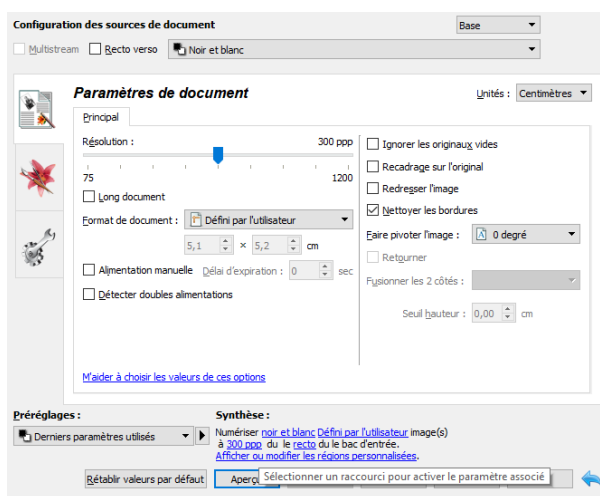 Configuration des sources de document
Base
Multistream
Recto verso
Noir et blanc
Paramètres de document
Unités :
Centimètres
Principal
Résolution :
300 ppp
75
1200
Long document
Format de document :
Défini par l'utilisateur
5,1
×
5,2
cm
Alimentation manuelle
Délai d'expiration :
0
sec
Détecter doubles alimentations
Ignorer les originaux vides
Recadrage sur l'original
Redresser l'image
Nettoyer les bordures
Faire pivoter l'image :
0 degré
Retourner
Fusionner les 2 côtés :
Seuil hauteur :
0,00
cm
M'aider à choisir les valeurs de ces options
Préréglages :
Derniers paramètres utilisés
Synthèse :
Numériser noir et blanc Défini par l'utilisateur image(s)
à 300 ppp du le recto du le bac d'entrée.
Afficher ou modifier les régions personnalisées.
Rétablir valeurs par défaut
Aperçu
Sélectionner un raccourci pour activer le paramètre associé